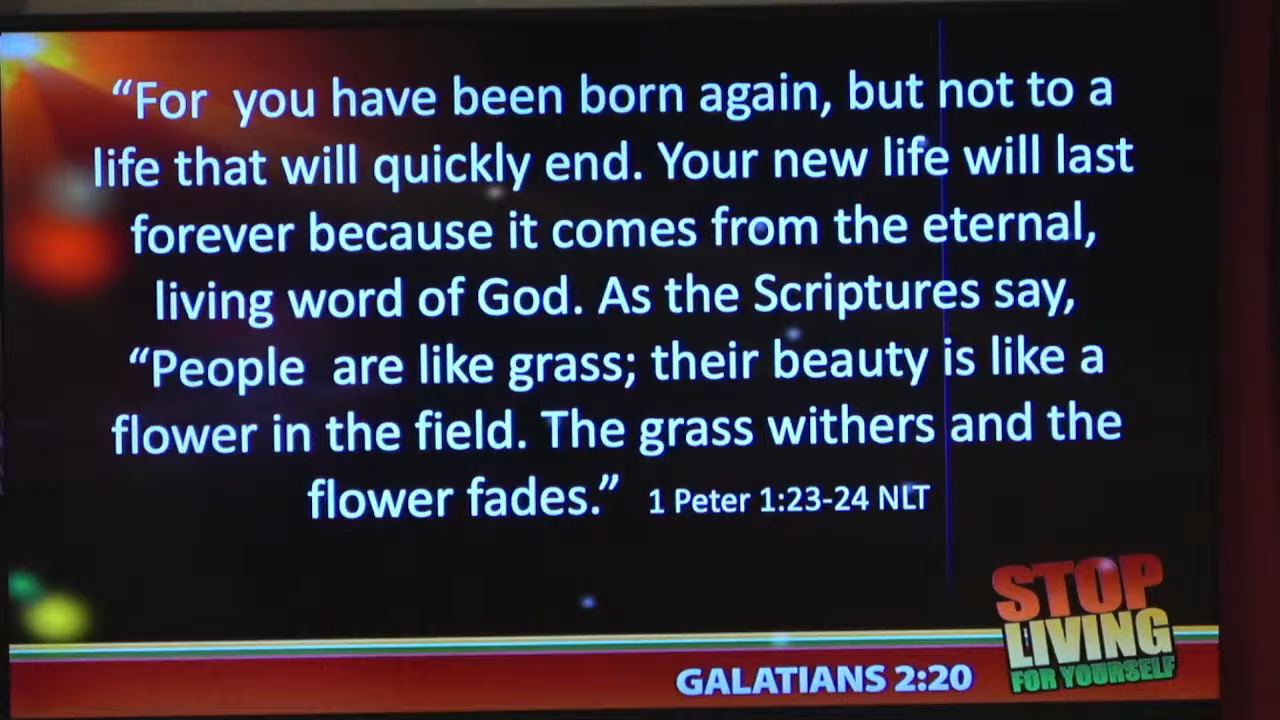 “For you have been born again, but not to a
life that will quickly end. Your new life will last
forever because it comes from the eternal,
living word of God. As the Scriptures say,
“People are like grass; their beauty is like a
flower in the field. The grass withers and the
flower fades.” 1 Peter 1:23-24 NLT
STOP
LIVING
FOR YOURSELF
GALATIANS 2:20